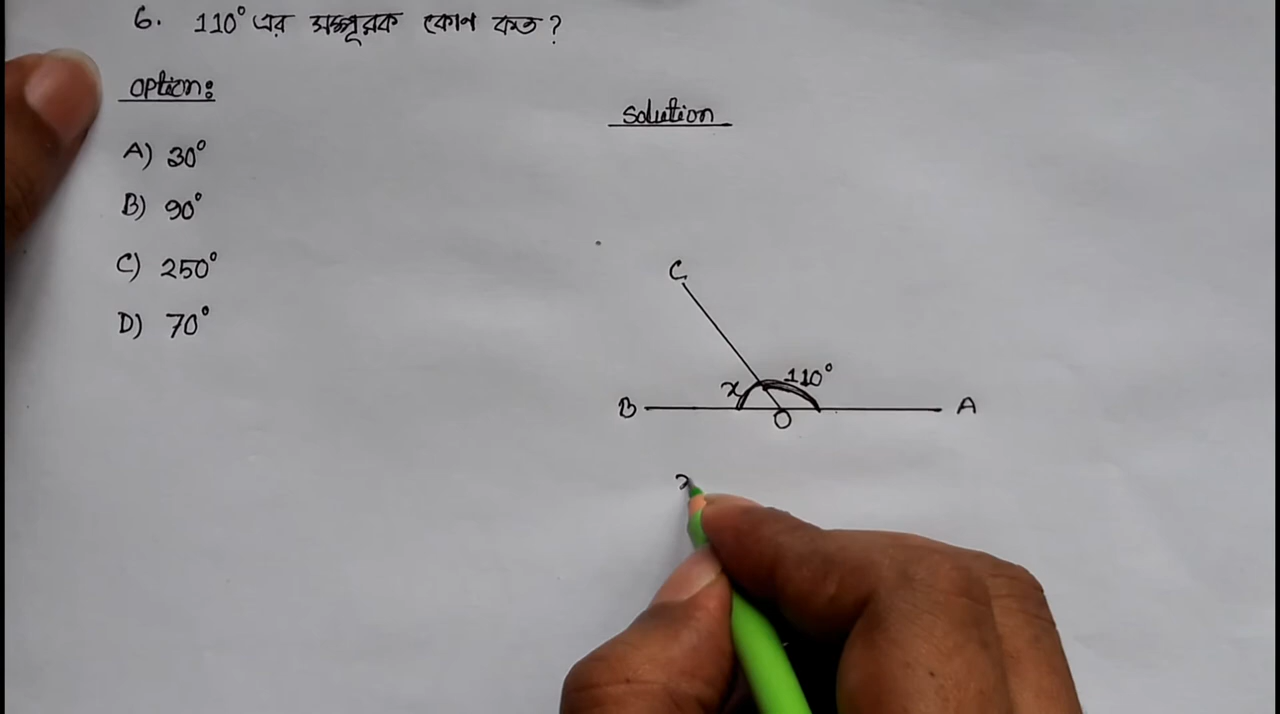 6. 110° এর সম্পূরক কোণ কত ?
option:
Solution
A) 30°
B) 90°
C) 250°
D) 70°
C
x 110°
B O A
x